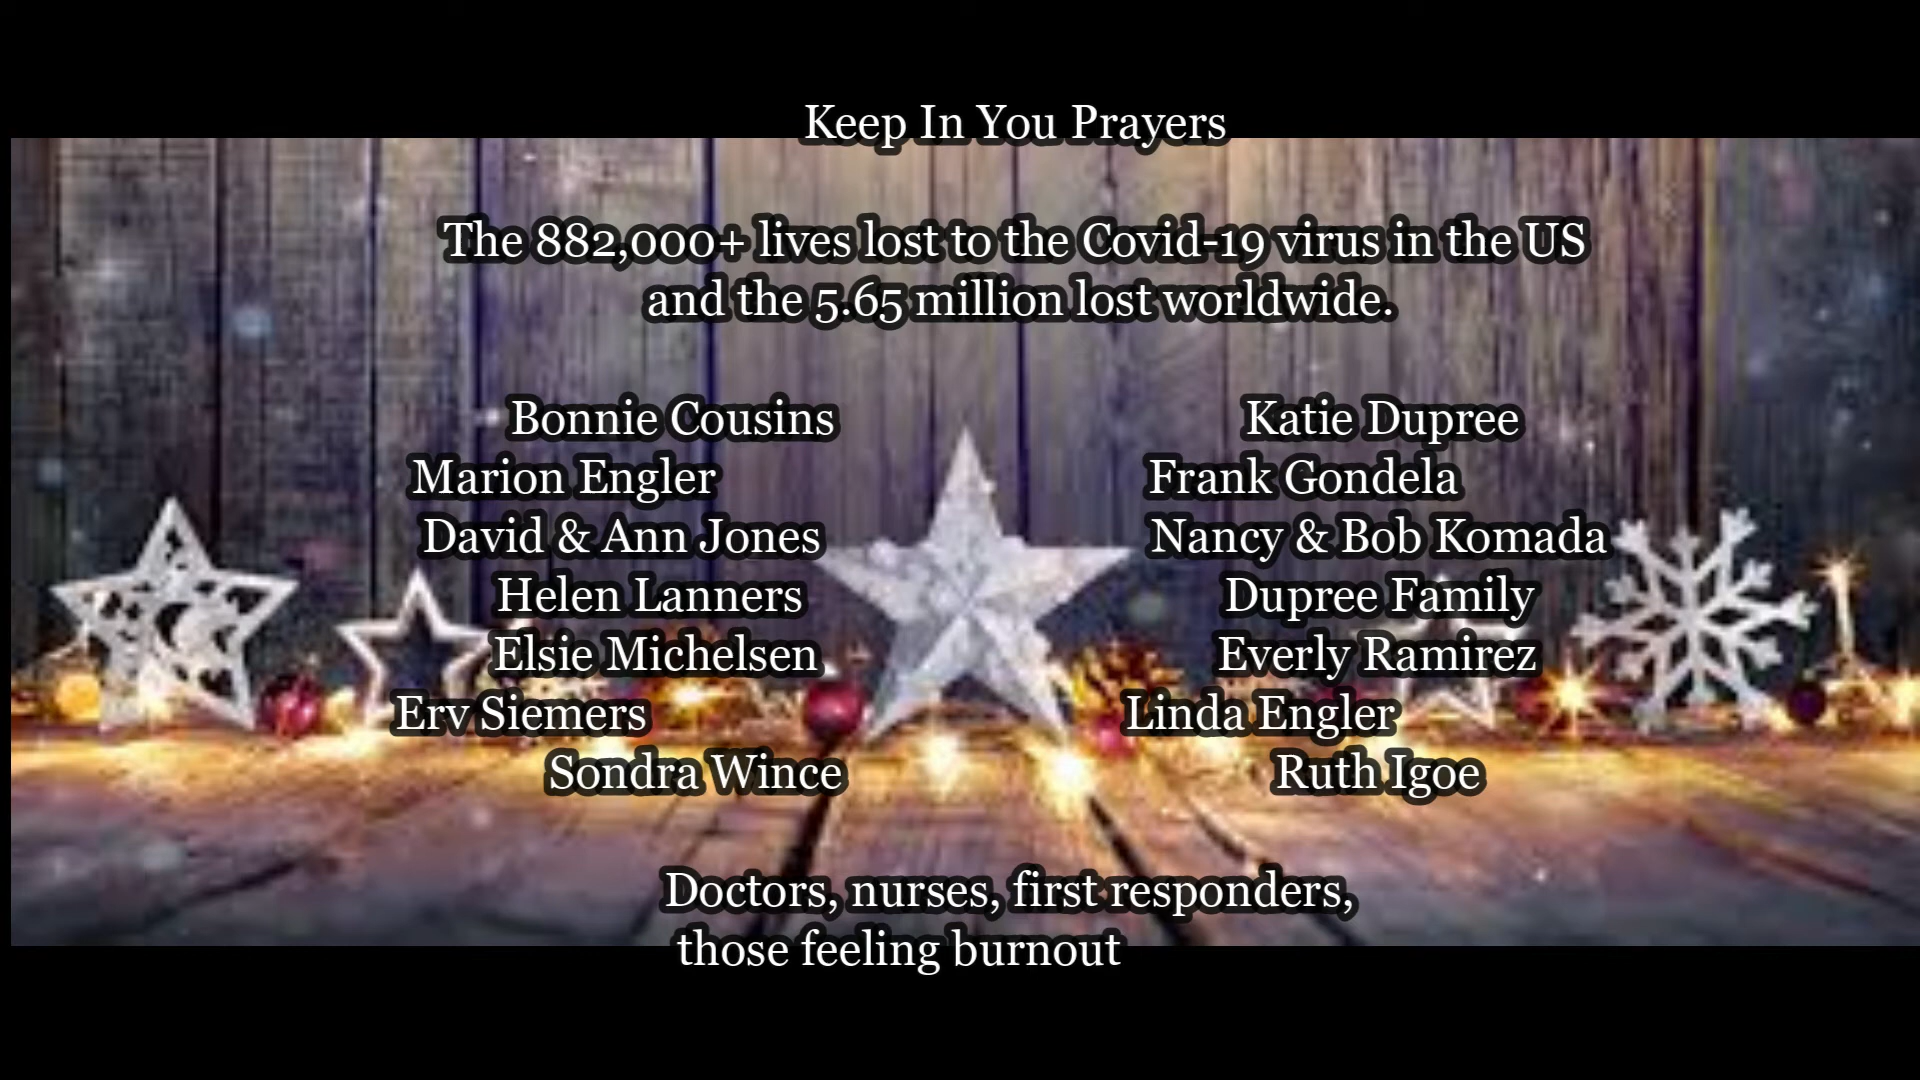 Keep In You Prayers
The 882,000+ lives lost to the Covid-19 virus in the US
and the 5.65 million lost worldwide.
Bonnie Cousins Katie Dupree
Marion Engler Frank Gondela
David & Ann Jones Nancy & Bob Komada
Helen Lanners Dupree Family
Elsie Michelsen Everly Ramirez
Erv Siemers Linda Engler
Sondra Wince Ruth Igoe
Doctors, nurses, first responders,
those feeling burnout